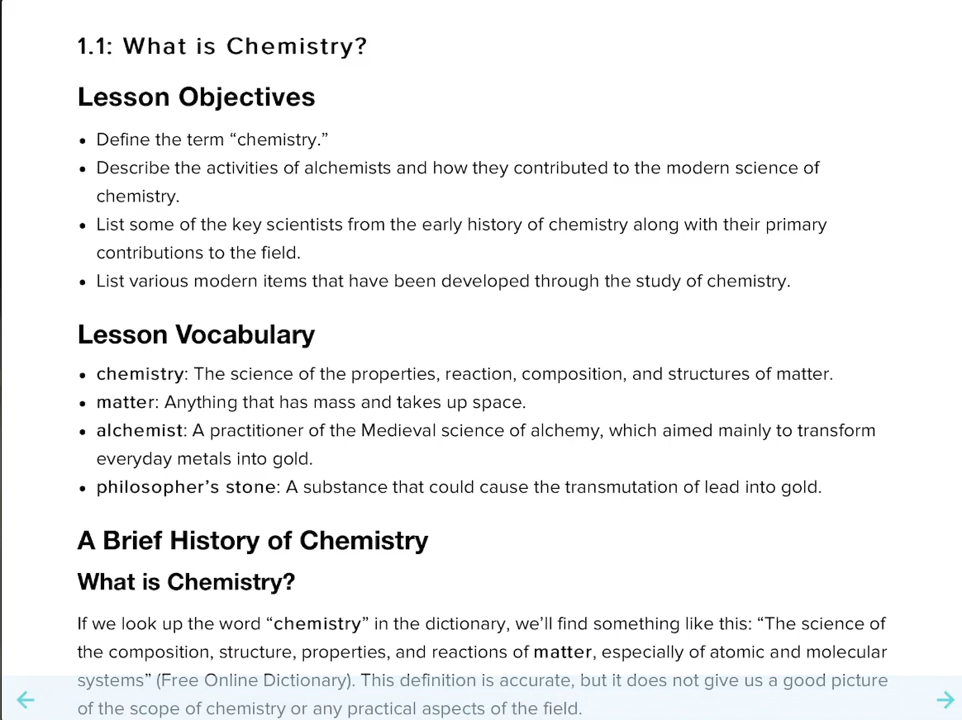 1.1: What is Chemistry?
Lesson Objectives
• Define the term “chemistry.”
• Describe the activities of alchemists and how they contributed to the modern science of
chemistry.
• List some of the key scientists from the early history of chemistry along with their primary
contributions to the field.
• List various modern items that have been developed through the study of chemistry.
Lesson Vocabulary
• chemistry: The science of the properties, reaction, composition, and structures of matter.
• matter: Anything that has mass and takes up space.
• alchemist: A practitioner of the Medieval science of alchemy, which aimed mainly to transform
everyday metals into gold.
• philosopher’s stone: A substance that could cause the transmutation of lead into gold.
A Brief History of Chemistry
What is Chemistry?
If we look up the word “chemistry” in the dictionary, we’ll find something like this: “The science of
the composition, structure, properties, and reactions of matter, especially of atomic and molecular
systems” (Free Online Dictionary). This definition is accurate, but it does not give us a good picture
of the scope of chemistry or any practical aspects of the field.